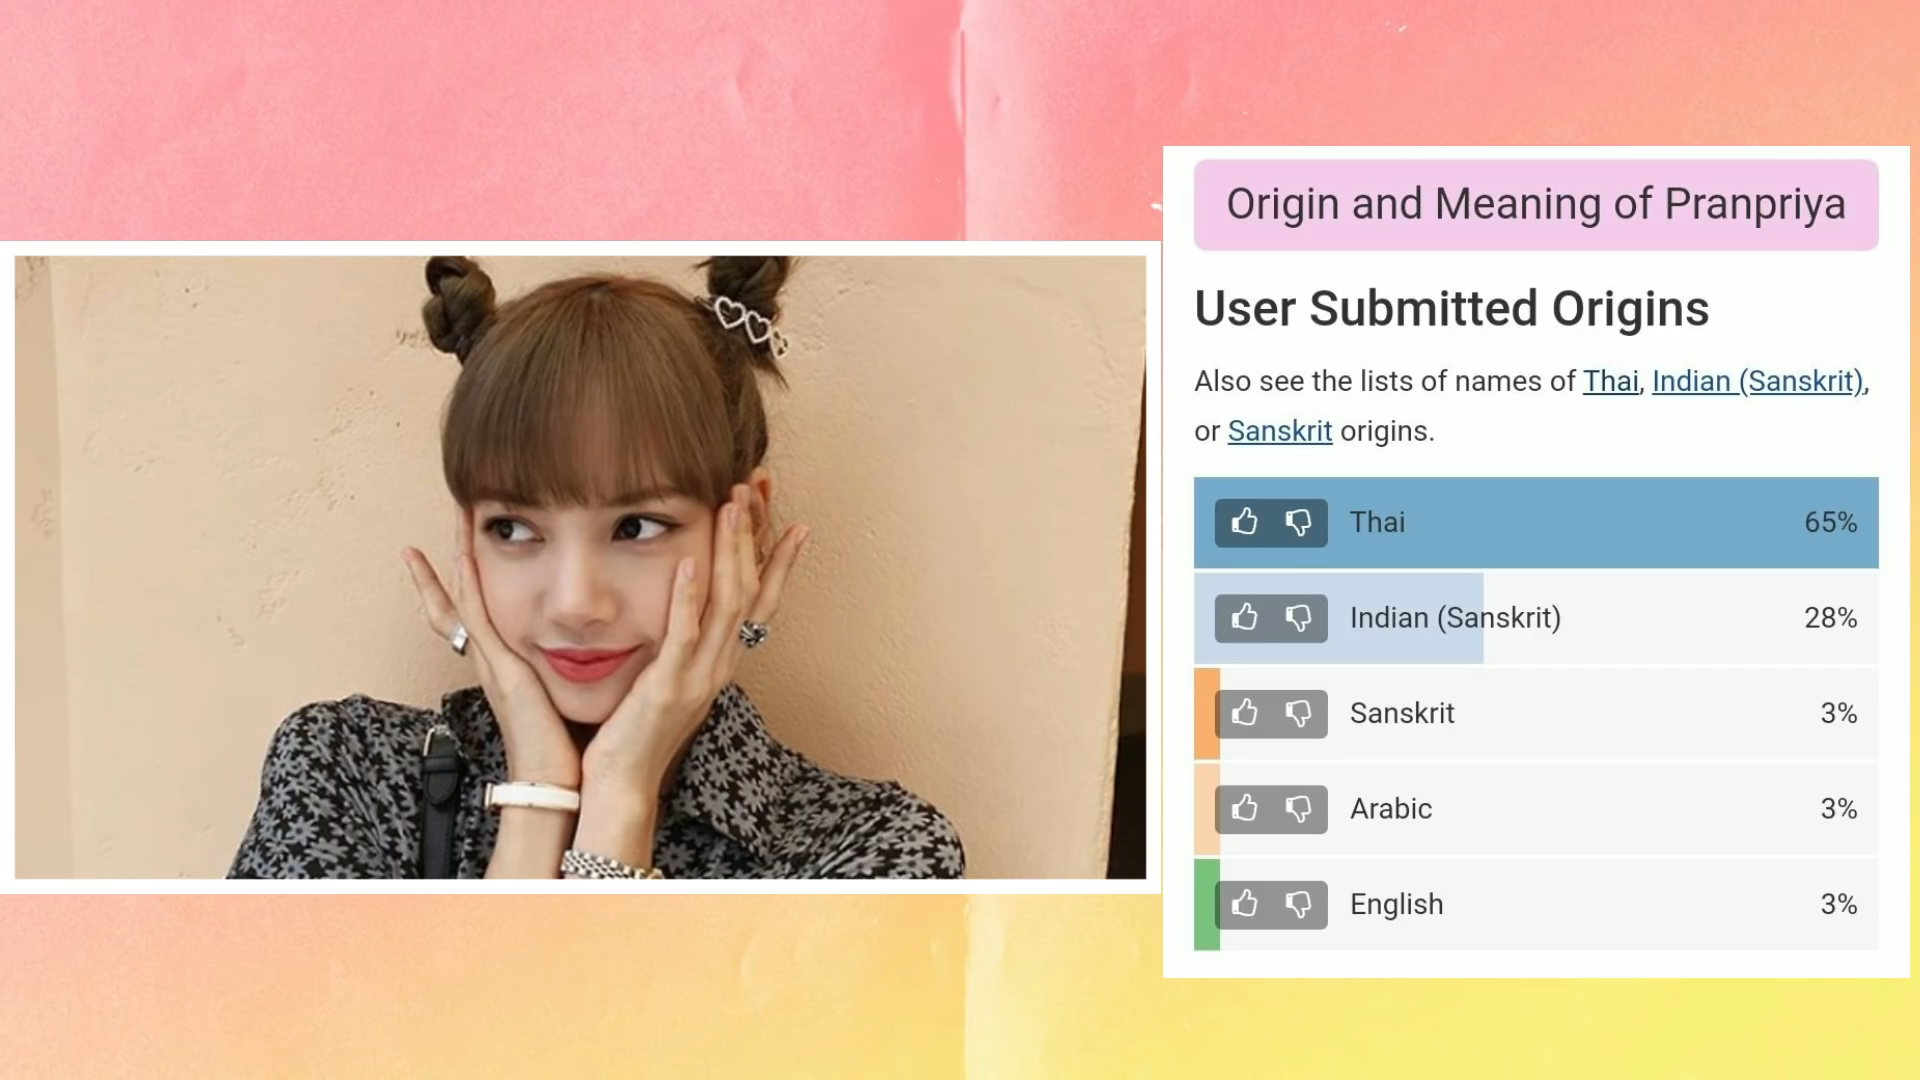 Origin and Meaning of Pranpriya
User Submitted Origins
Also see the lists of names of Thai, Indian (Sanskrit),
or Sanskrit origins.
Thai 65%
Indian (Sanskrit) 28%
Sanskrit 3%
Arabic 3%
English 3%